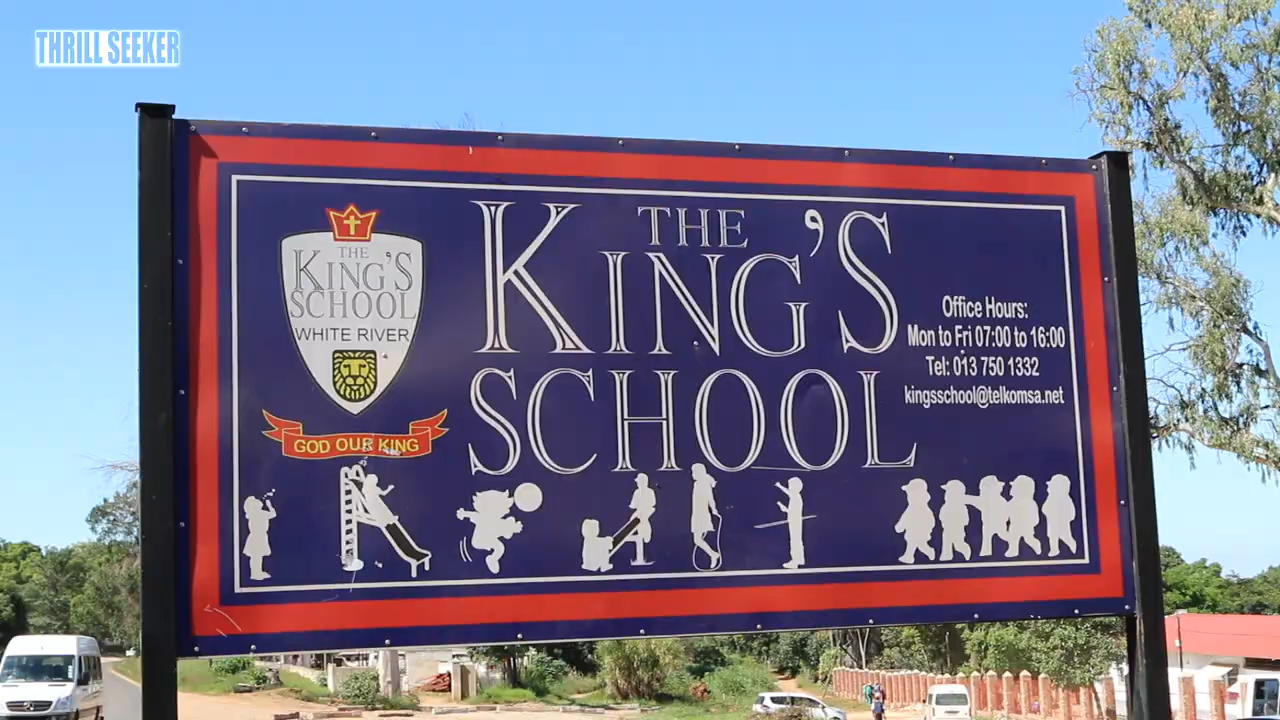 THRILL SEEKER
THE
KING'S
SCHOOL
WHITE RIVER
GOD OUR KING
THE
KING'S
SCHOOL
Office Hours:
Mon to Fri 07:00 to 16:00
Tel: 013 750 1332
kingsschool@telkomsa.net